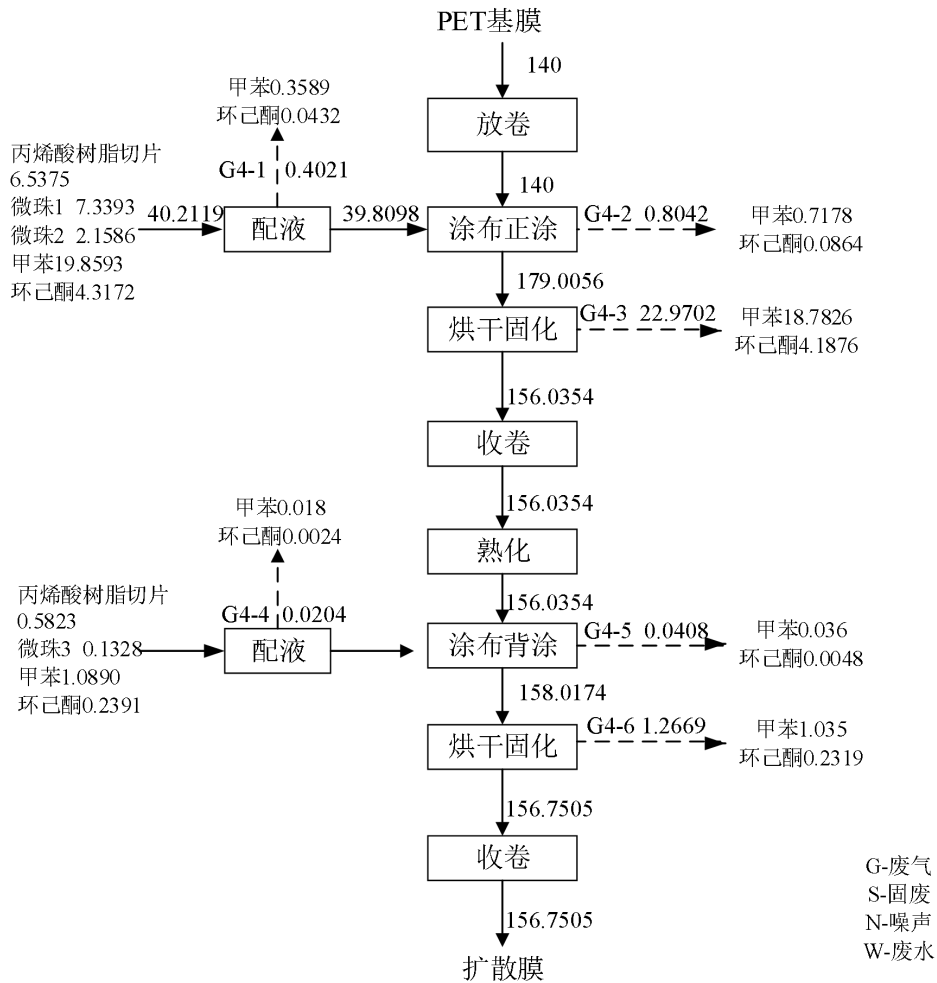 PET基膜
140
放卷
140
甲苯0.3589
环己酮0.0432
G4-1 0.4021
丙烯酸树脂切片
6.5375
微珠1 7.3393
微珠2 2.1586
甲苯19.8593
环己酮4.3172
40.2119
配液
39.8098
涂布正涂
G4-2 0.8042
甲苯0.7178
环己酮0.0864
179.0056
烘干固化
G4-3 22.9702
甲苯18.7826
环己酮4.1876
156.0354
收卷
156.0354
熟化
156.0354
甲苯0.018
环己酮0.0024
G4-4 0.0204
丙烯酸树脂切片
0.5823
微珠3 0.1328
甲苯1.0890
环己酮0.2391
配液
涂布背涂
G4-5 0.0408
甲苯0.036
环己酮0.0048
158.0174
烘干固化
G4-6 1.2669
甲苯1.035
环己酮0.2319
156.7505
收卷
156.7505
扩散膜
G-废气
S-固废
N-噪声
W-废水